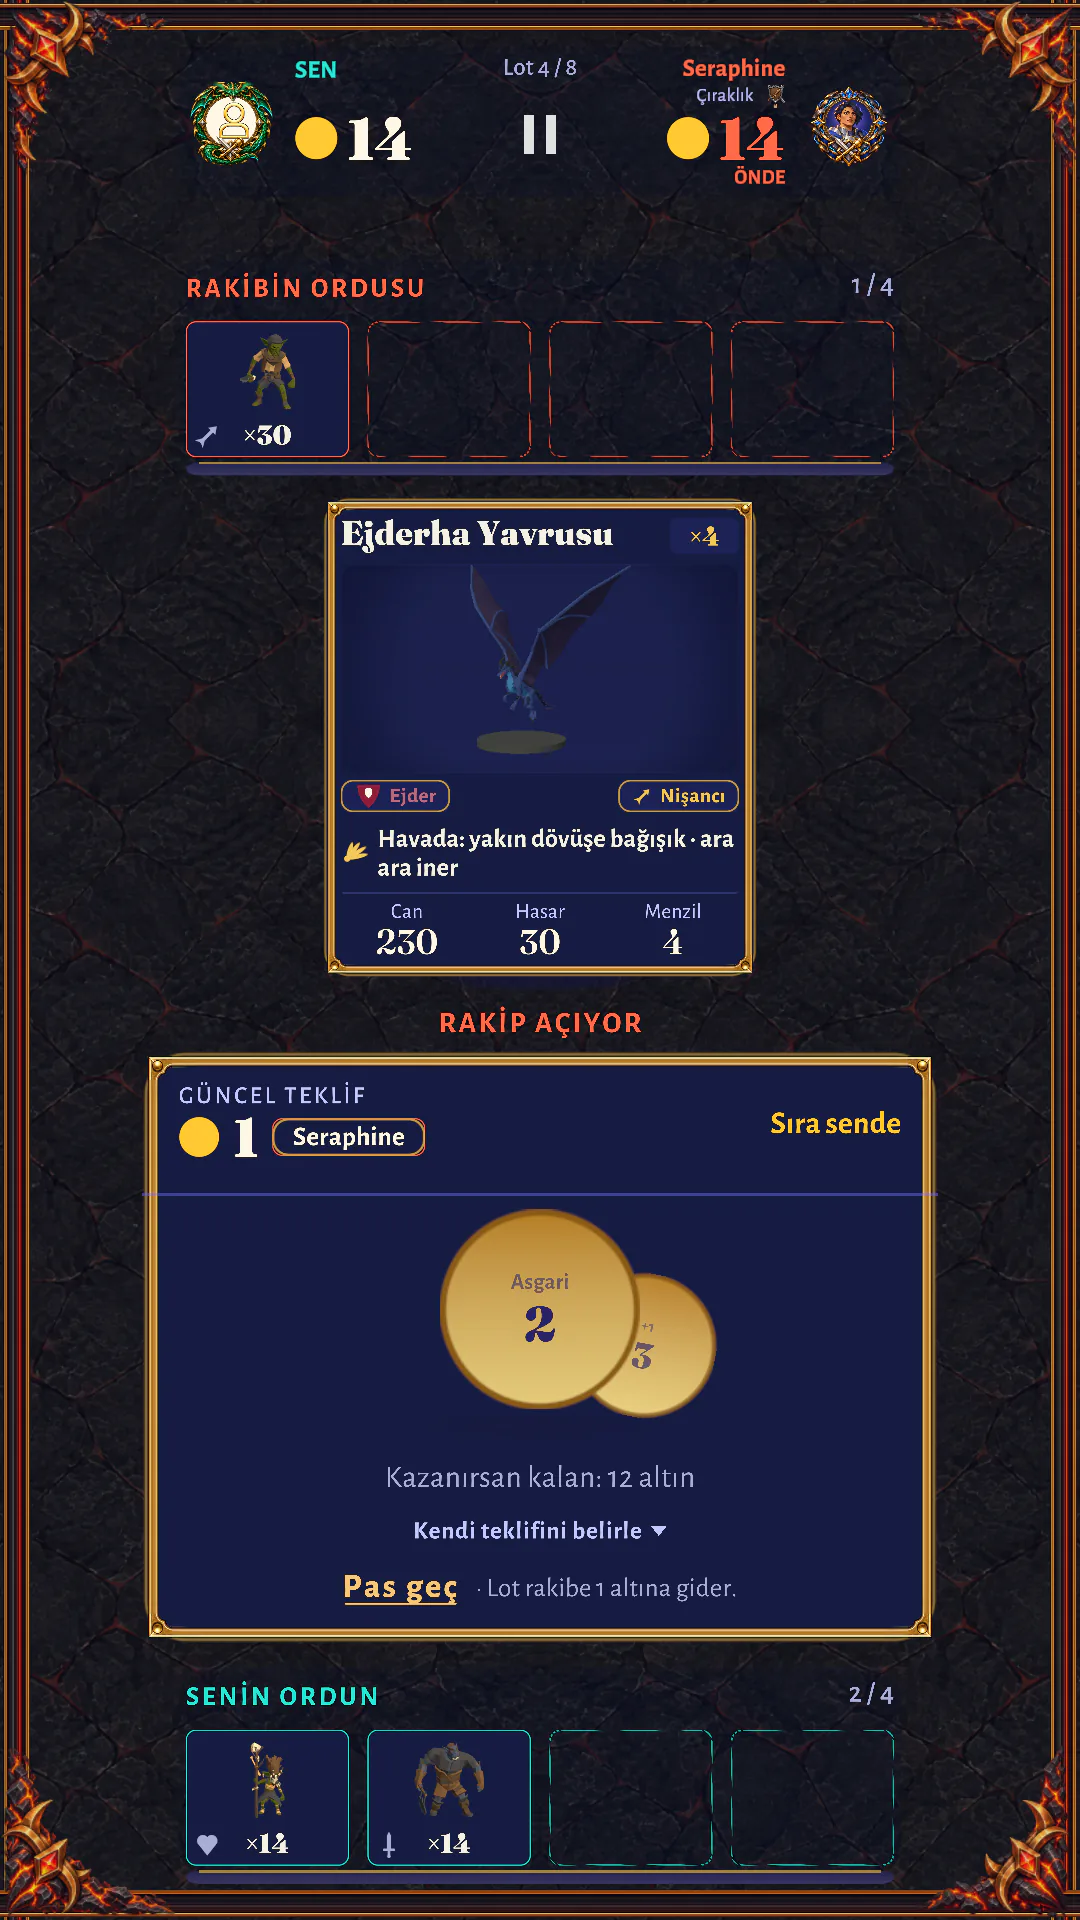 SEN
Lot 4 / 8
Seraphine
Çıraklık
14
14
ÖNDE
RAKİBİN ORDUSU
1 / 4
×30
Ejderha Yavrusu
×4
Ejder
Nişancı
Havada: yakın dövüşe bağışık · ara
ara iner
Can
Hasar
Menzil
230
30
4
RAKİP AÇIYOR
GÜNCEL TEKLİF
1
Seraphine
Sıra sende
Asgari
2
+1
3
Kazanırsan kalan: 12 altın
Kendi teklifini belirle
Pas geç · Lot rakibe 1 altına gider.
SENİN ORDUN
2 / 4
×14
×14